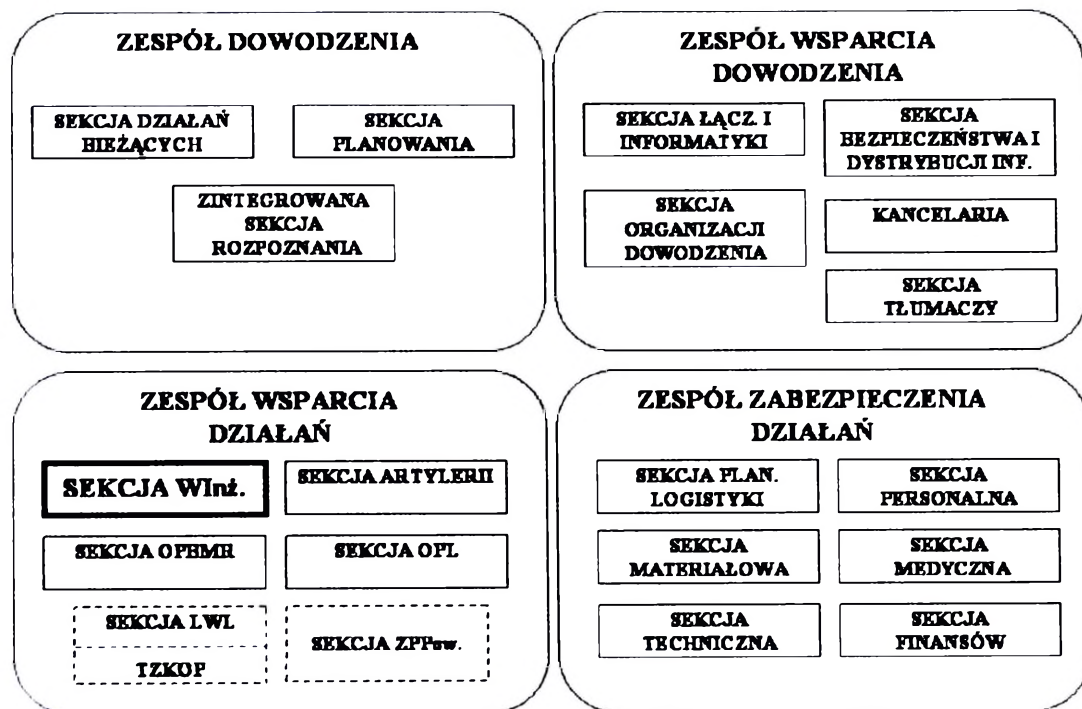 ZESPÓŁ DOWODZENIA
SEKCJA DZIAŁAŃ
BIEŻĄCYCH
SEKCJA
PLANOWANIA
ZINTEGROWANA
SEKCJA
ROZPOZNANIA
ZESPÓŁ WSPARCIA
DOWODZENIA
SEKCJA ŁĄCZ. I
INFORMATYKI
SEKCJA
BEZPIECZEŃSTWA I
DYSTRYBUCJI INF.
SEKCJA
ORGANIZACJI
DOWODZENIA
KANCELARIA
SEKCJA
TŁUMACZY
ZESPÓŁ WSPARCIA
DZIAŁAŃ
SEKCJA WInż.
SEKCJA ARTYLERII
SEKCJA OPBMR
SEKCJA OPL
SEKCJA LWL
TZKOP
SEKCJA ZPPow.
ZESPÓŁ ZABEZPIECZENIA
DZIAŁAŃ
SEKCJA PLAN.
LOGISTYKI
SEKCJA
PERSONALNA
SEKCJA
MATERIAŁOWA
SEKCJA
MEDYCZNA
SEKCJA
TECHNICZNA
SEKCJA
FINANSÓW